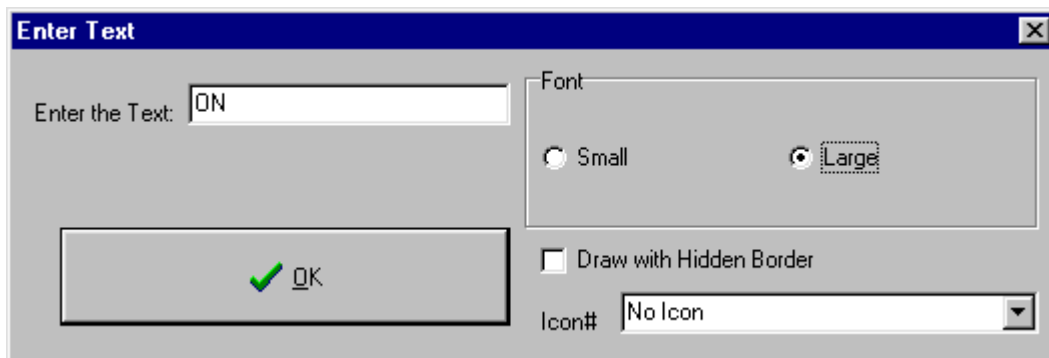 Enter Text
Enter the Text: ON
Font
Small Large
OK
Draw with Hidden Border
Icon# No Icon